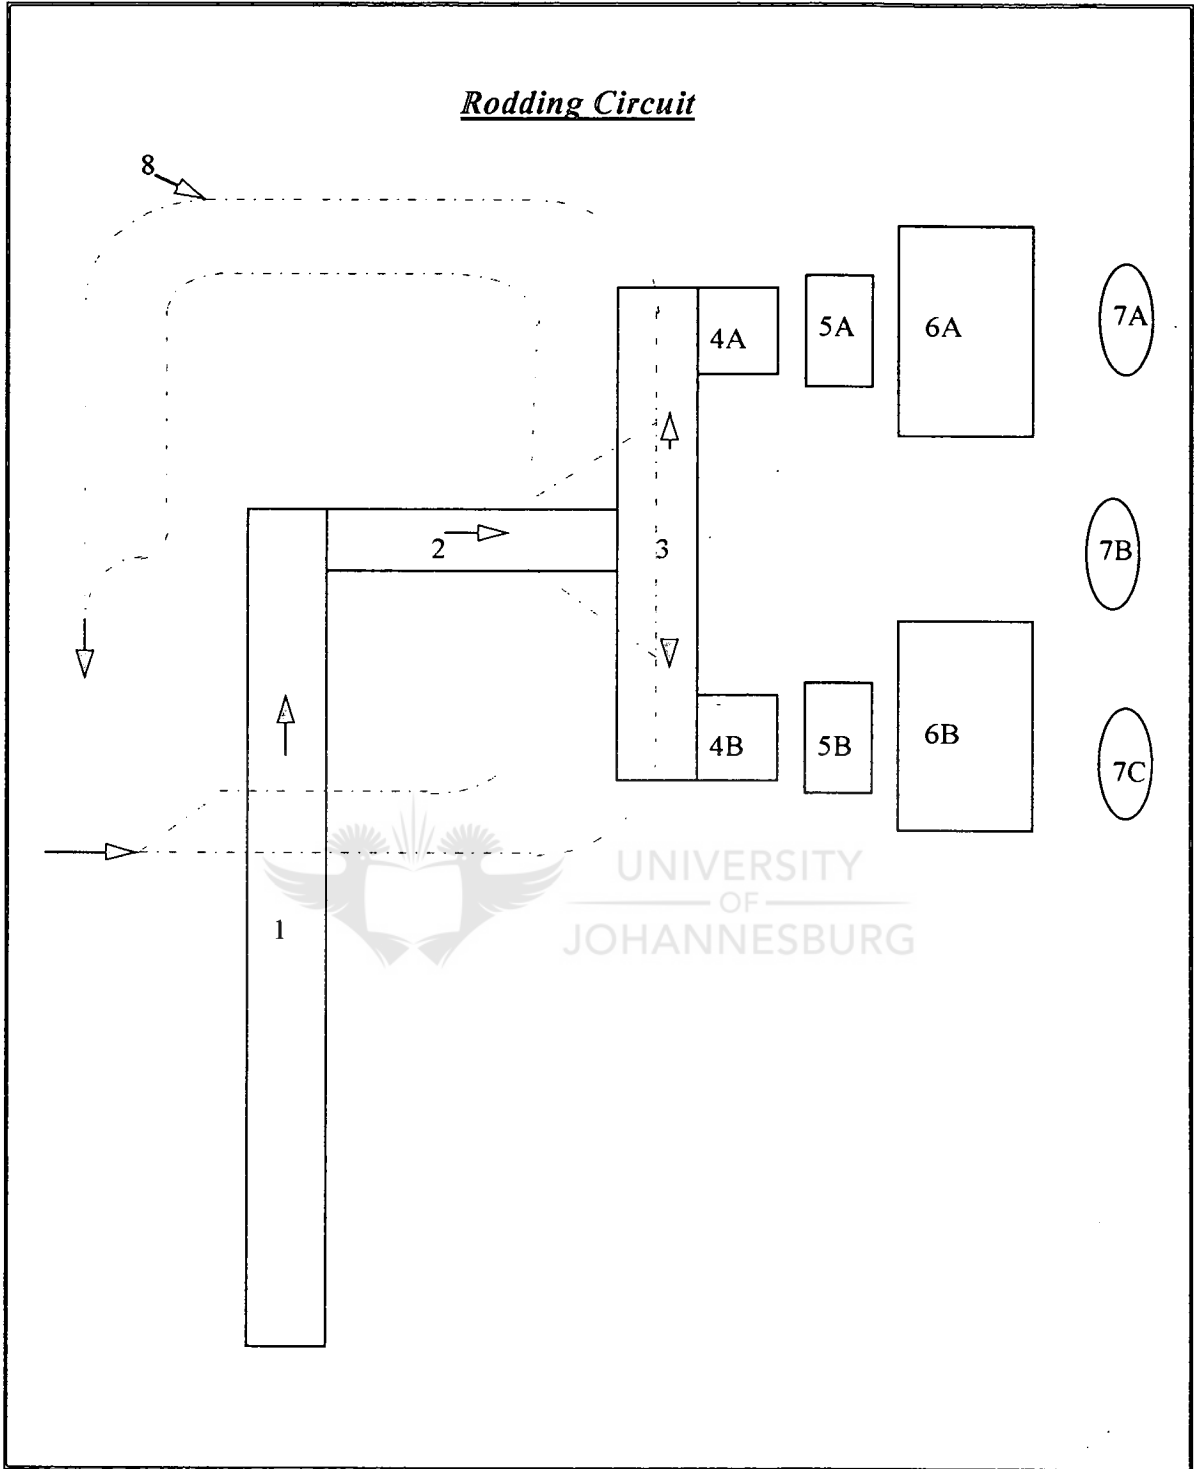 Rodding Circuit
8
4A
5A
6A
7A
2
3
7B
4B
5B
6B
7C
1
UNIVERSITY
OF
JOHANNESBURG